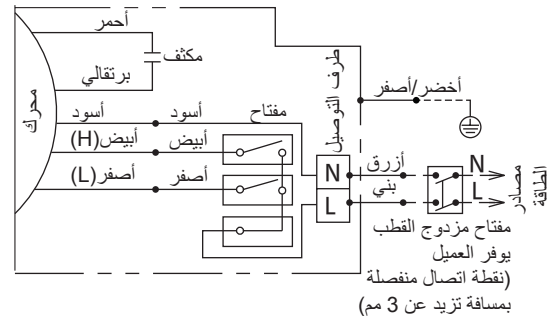 أحمر
مكثف
برتقالي
محرك
أسود
أسود
مفتاح
أبيض(H)
أبيض
أصفر(L)
أصفر
طرف التوصيل
N
L
أخضر/أصفر
أزرق
بني
N
L
مصادر
الطاقة
مفتاح مزدوج القطب
يوفر العميل
(نقطة اتصال منفصلة
بمسافة تزيد عن 3 مم)